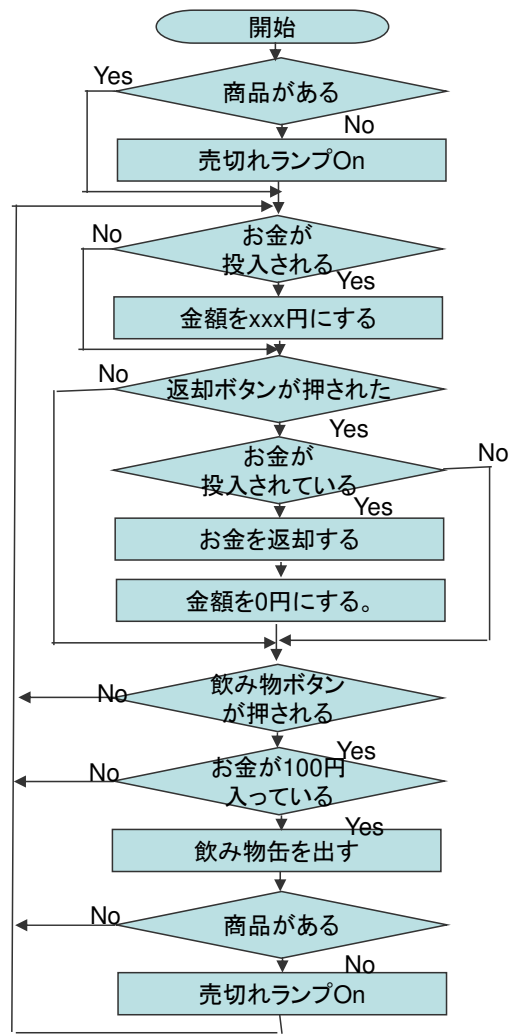 開始
Yes
商品がある
No
売切れランプOn
No
お金が
投入される
Yes
金額をxxx円にする
No
返却ボタンが押された
Yes
お金が
投入されている
No
Yes
お金を返却する
金額を0円にする。
飲み物ボタン
が押される
No
Yes
お金が100円
入っている
No
Yes
飲み物缶を出す
No
商品がある
No
売切れランプOn